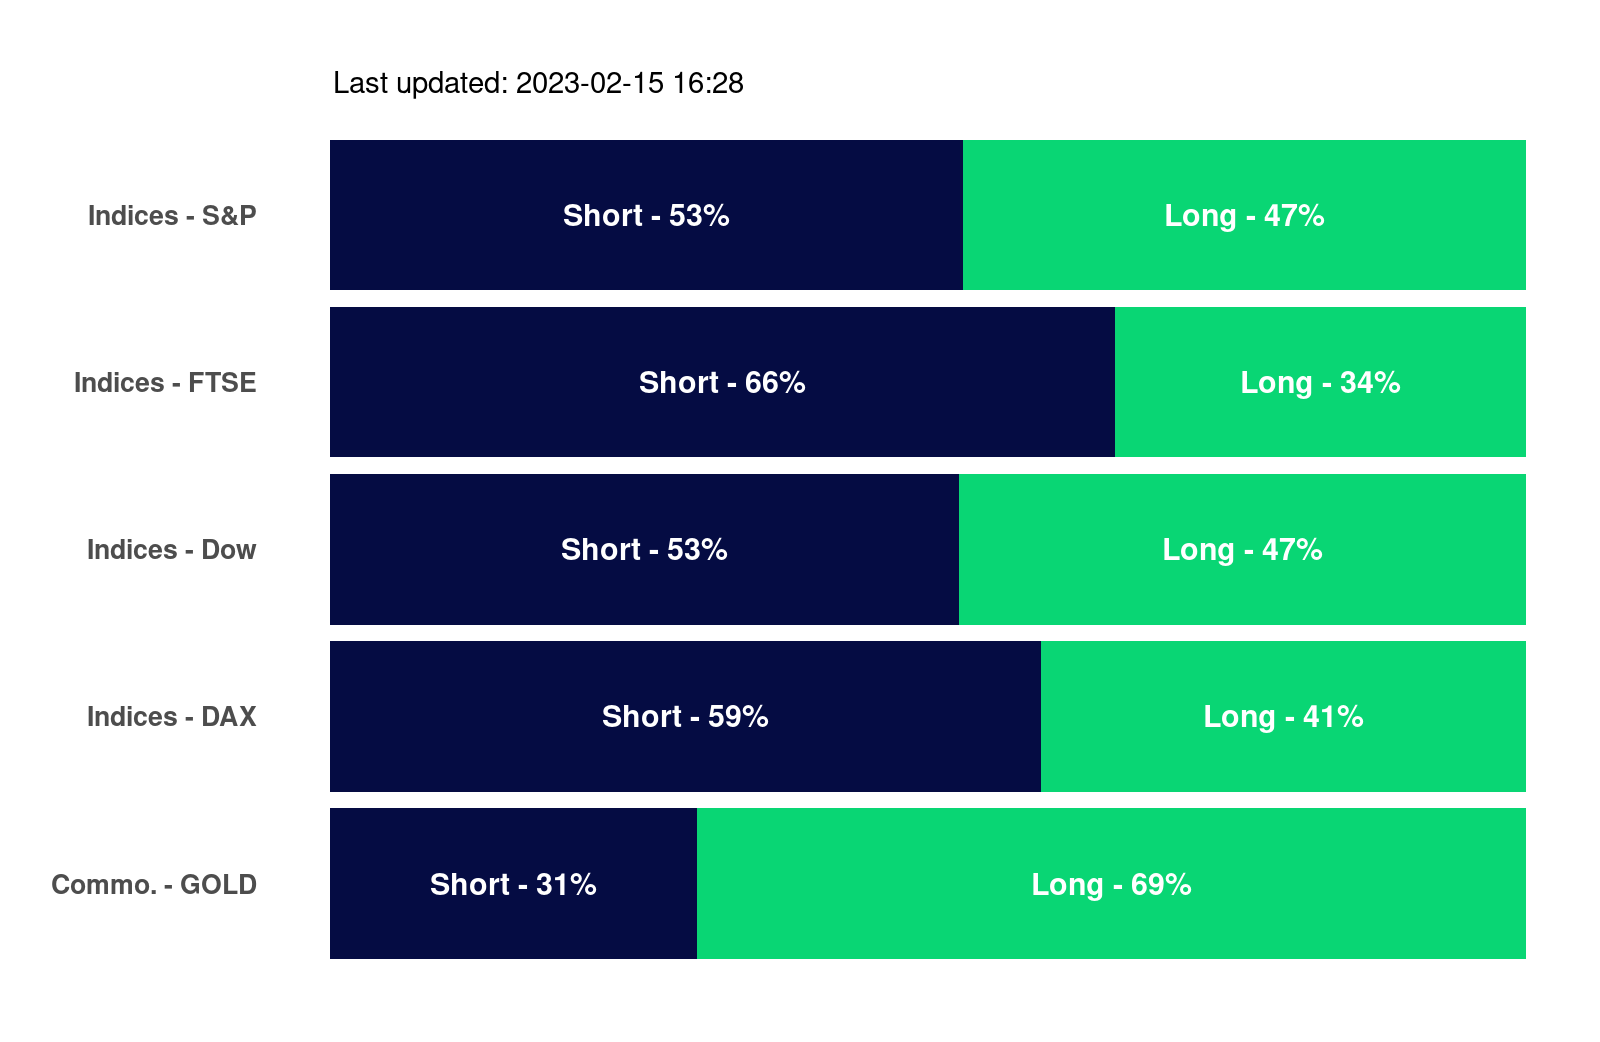 Last updated: 2023-02-15 16:28
Indices - S&P Short - 53% Long - 47%
Indices - FTSE Short - 66% Long - 34%
Indices - Dow Short - 53% Long - 47%
Indices - DAX Short - 59% Long - 41%
Commo. - GOLD Short - 31% Long - 69%